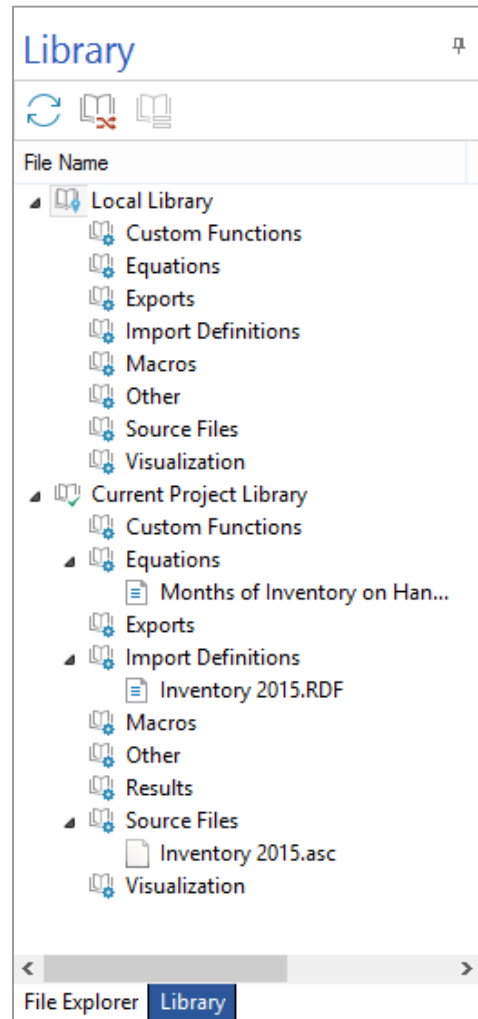 Library
File Name
Local Library
Custom Functions
Equations
Exports
Import Definitions
Macros
Other
Source Files
Visualization
Current Project Library
Custom Functions
Equations
Months of Inventory on Han...
Exports
Import Definitions
Inventory 2015.RDF
Macros
Other
Results
Source Files
Inventory 2015.asc
Visualization
File Explorer Library